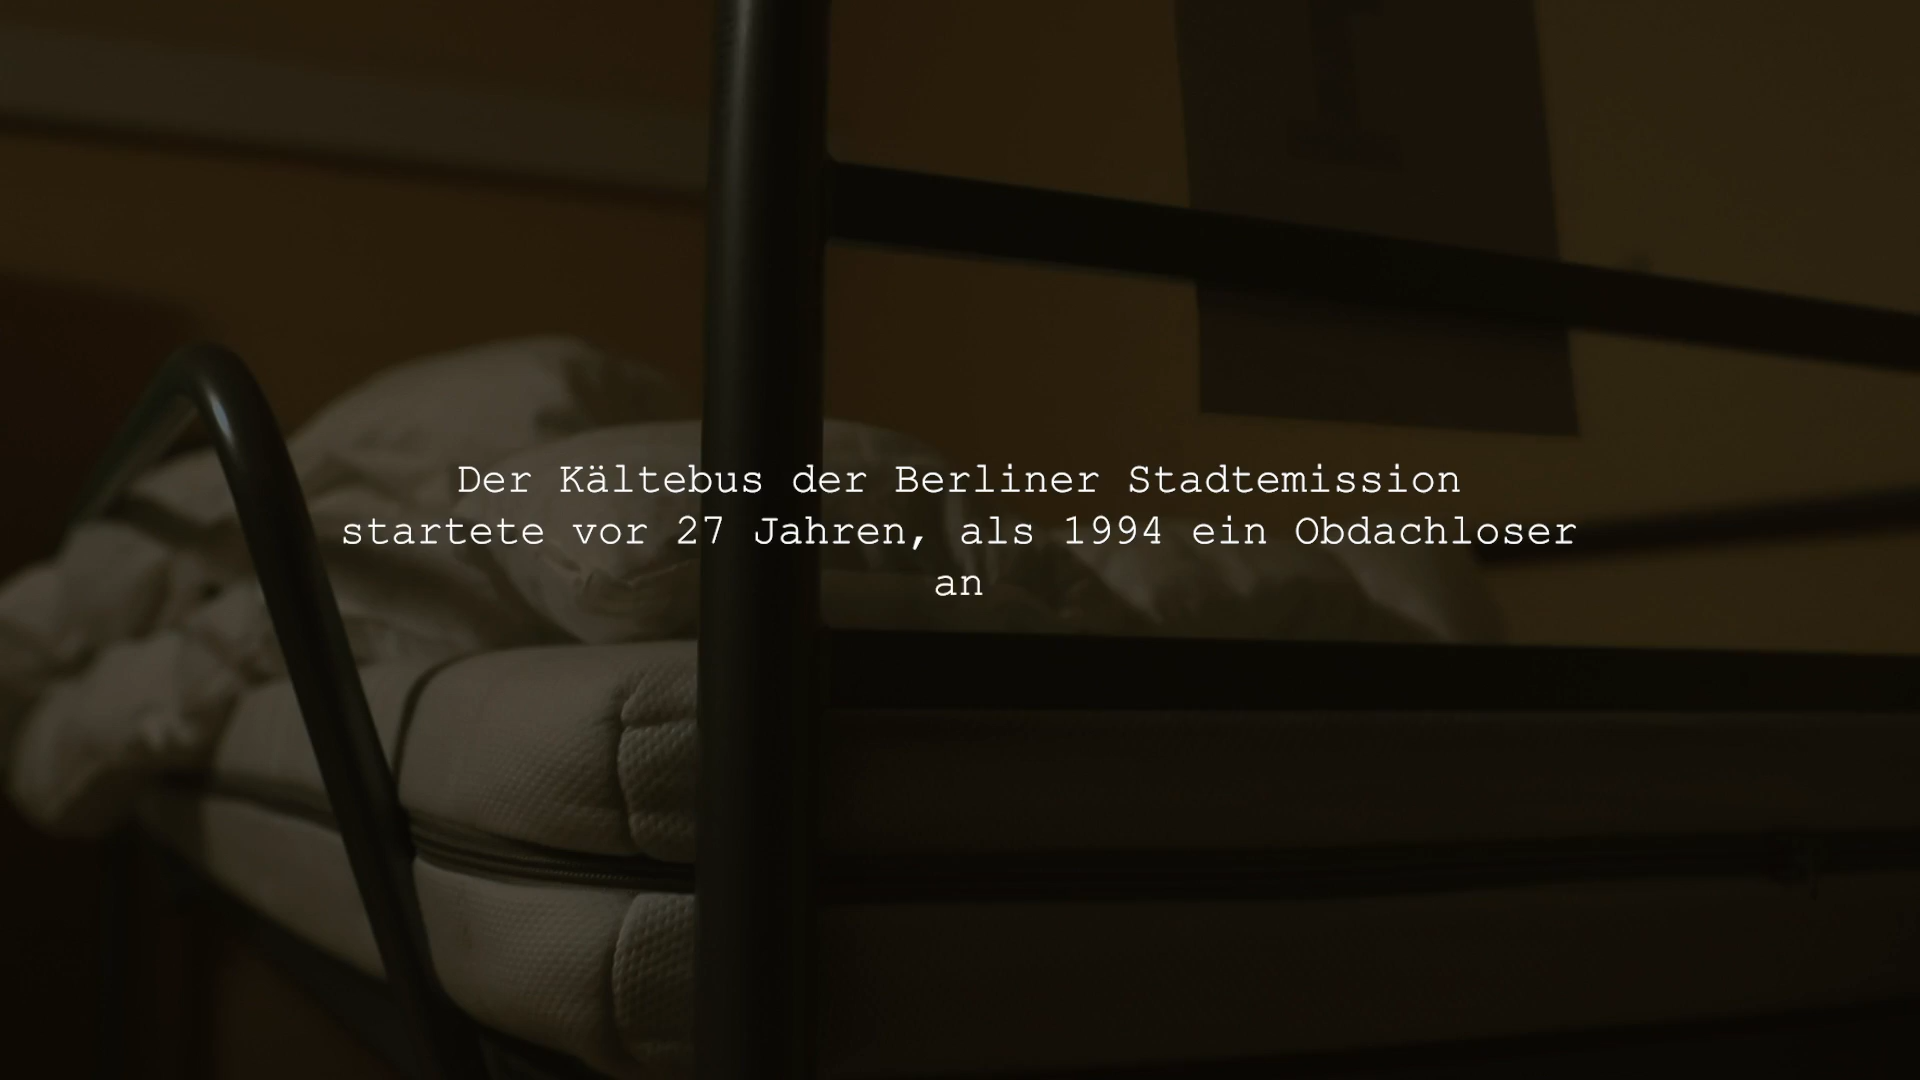 Der Kältebus der Berliner Stadtemission
startete vor 27 Jahren, als 1994 ein Obdachloser
an